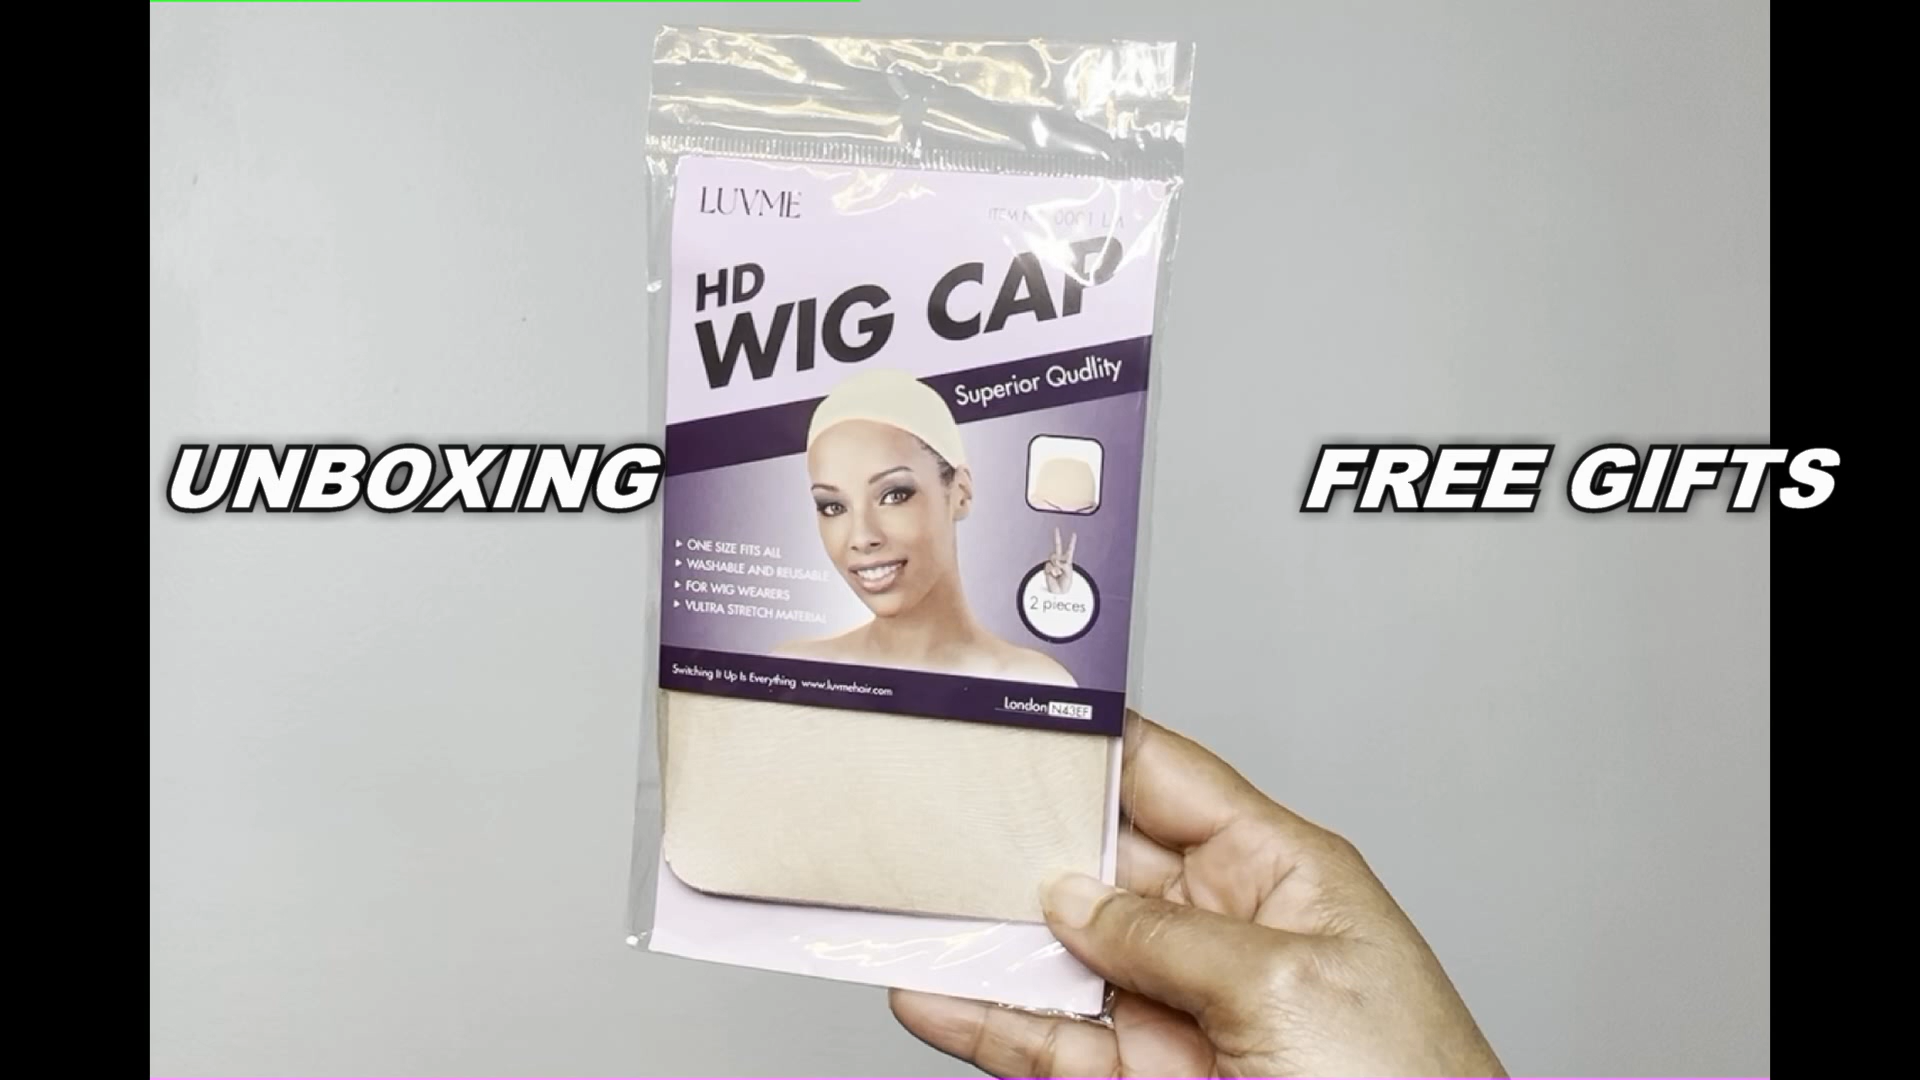 LUVME
HD
WIG CAP
Superior Qudlity
UNBOXING
FREE GIFTS
ONE SIZE FITS ALL
WASHABLE AND REUSABLE
FOR WIG WEARERS
VULTRA STRETCH MATERIAL
2 pieces
Switching It Up Is Everything www.luvmehair.com
London N43EF